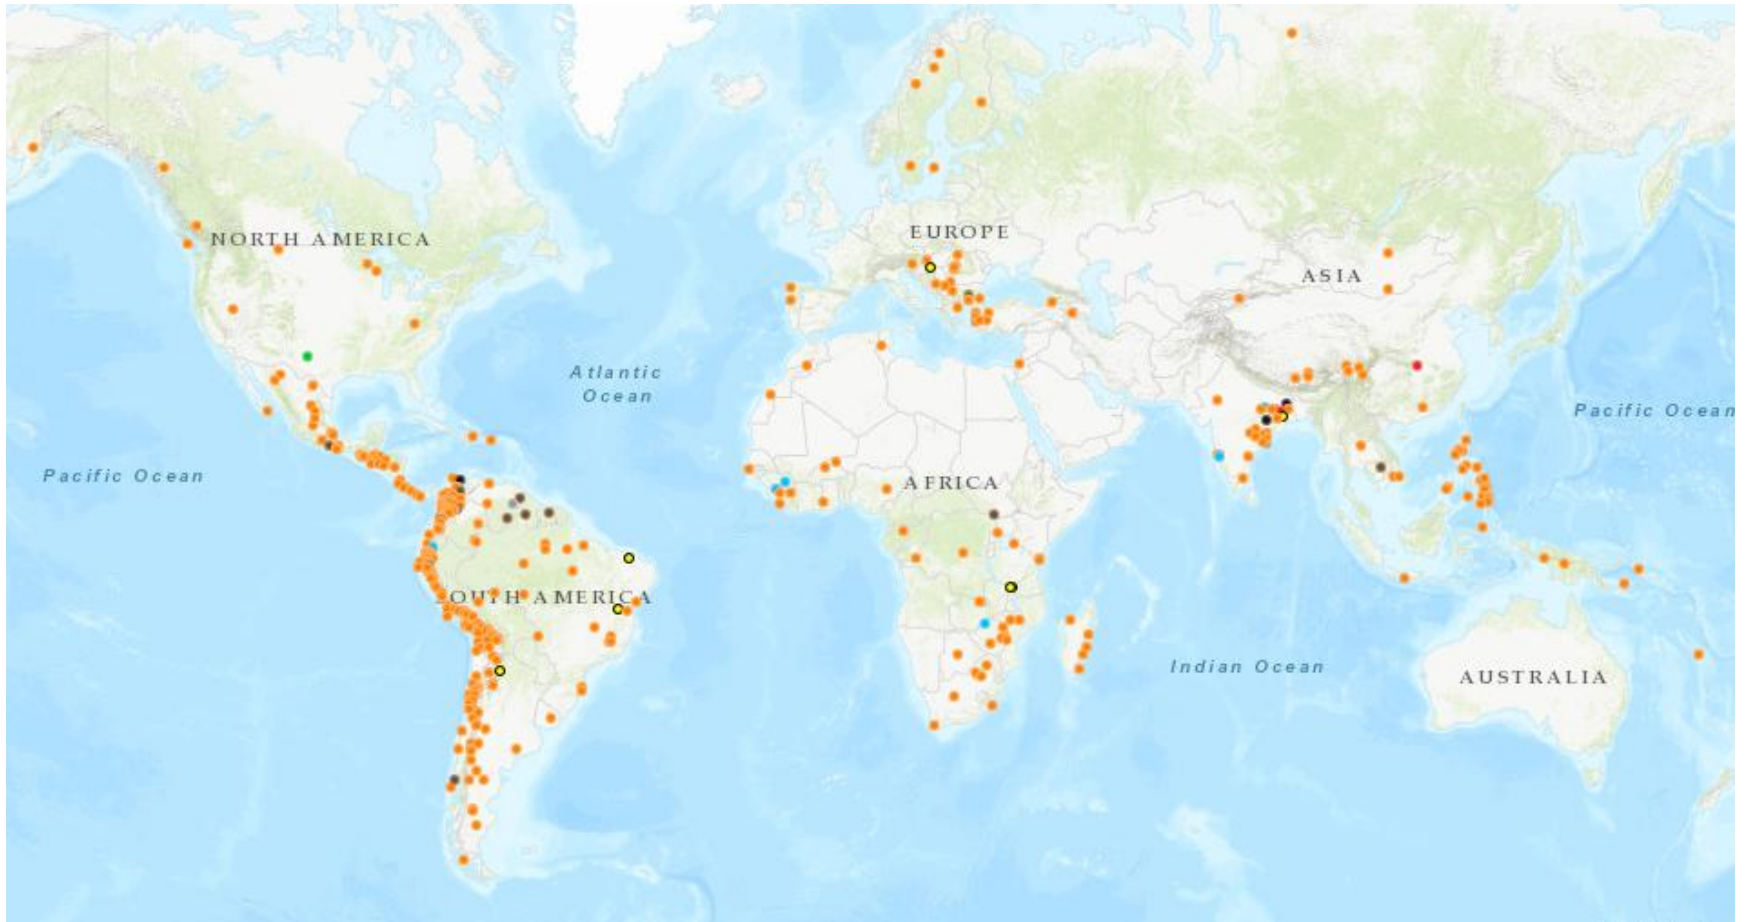 NORTH AMERICA
EUROPE
ASIA
Atlantic
Ocean
Pacific Ocean
Pacific Ocean
AFRICA
SOUTH AMERICA
Indian Ocean
AUSTRALIA